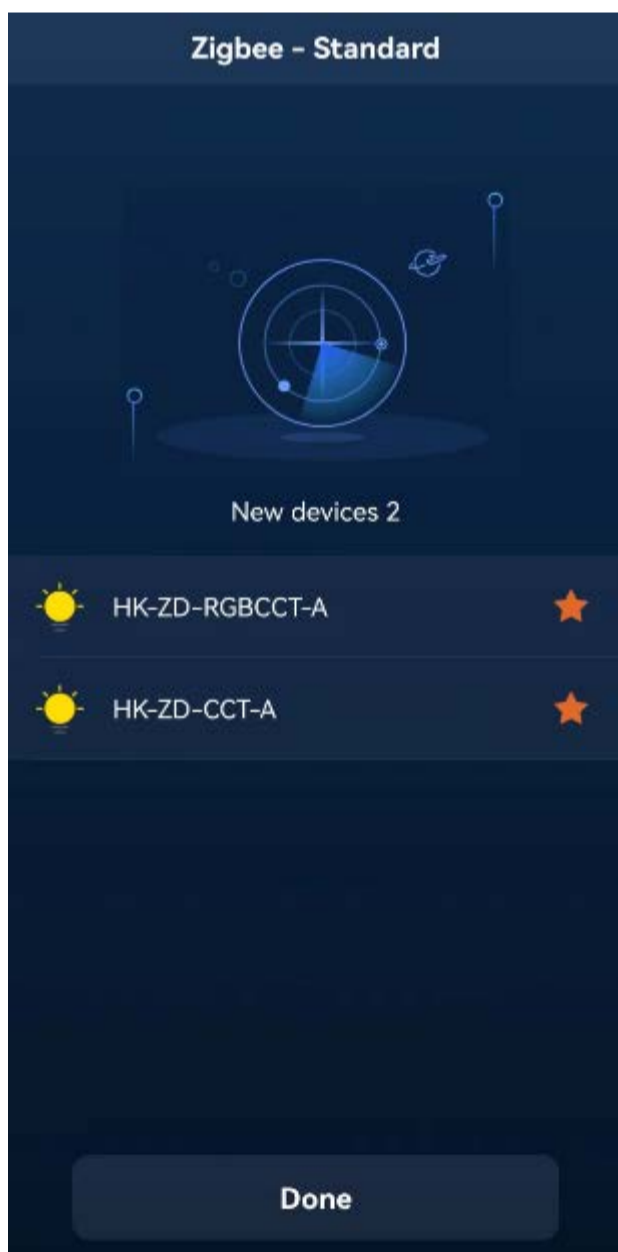 Zigbee - Standard
New devices 2
HK-ZD-RGBCCT-A
HK-ZD-CCT-A
Done